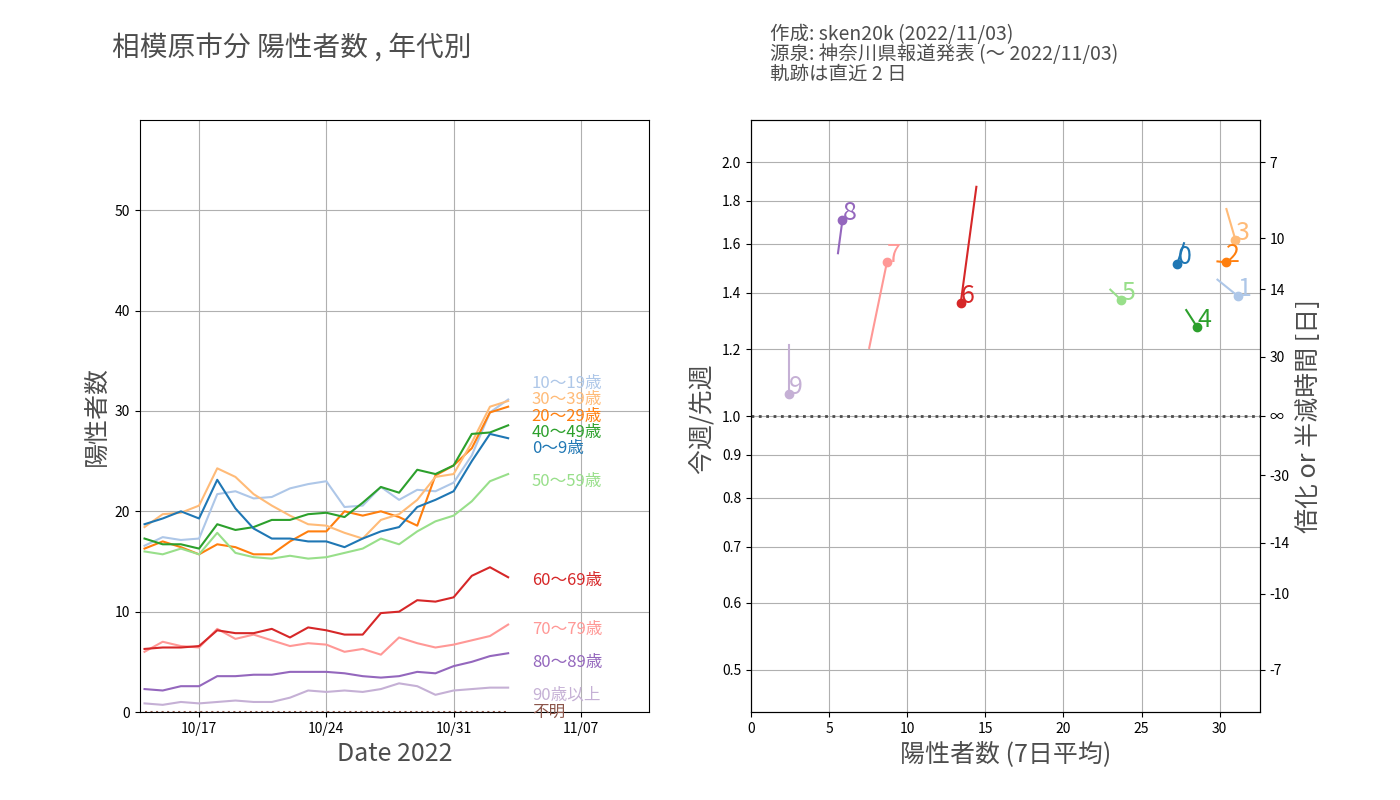 相模原市分 陽性者数 , 年代別
作成: sken20k (2022/11/03)
源泉: 神奈川県報道発表 (〜 2022/11/03)
軌跡は直近 2 日
陽性者数
50
40
30
20
10
0
10/17
10/24
10/31
11/07
Date 2022
10〜19歳
30〜39歳
20〜29歳
40〜49歳
0〜9歳
50〜59歳
60〜69歳
70〜79歳
80〜89歳
90歳以上
不明
今週/先週
2.0
1.8
1.6
1.4
1.2
1.0
0.9
0.8
0.7
0.6
0.5
8
7
6
9
5
0
4
3
2
1
0
5
10
15
20
25
30
陽性者数 (7日平均)
7
10
14
30
∞
-30
-14
-10
-7
倍化 or 半減時間 [日]